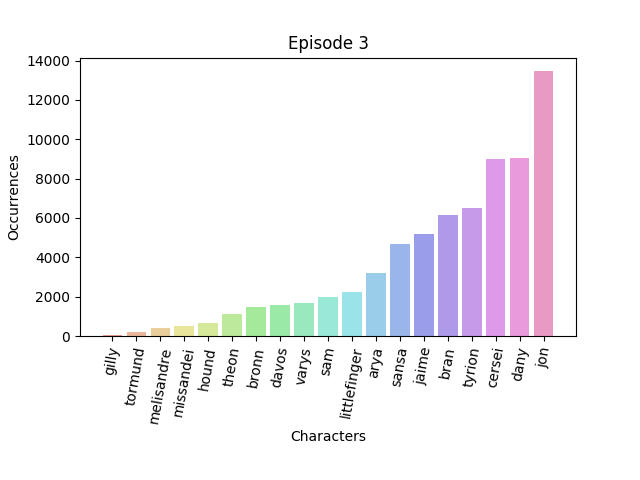 Episode 3
Occurrences
14000
12000
10000
8000
6000
4000
2000
0
gilly
tormund
melisandre
missandei
hound
theon
bronn
davos
varys
sam
littlefinger
arya
sansa
jaime
bran
tyrion
cersei
dany
jon
Characters